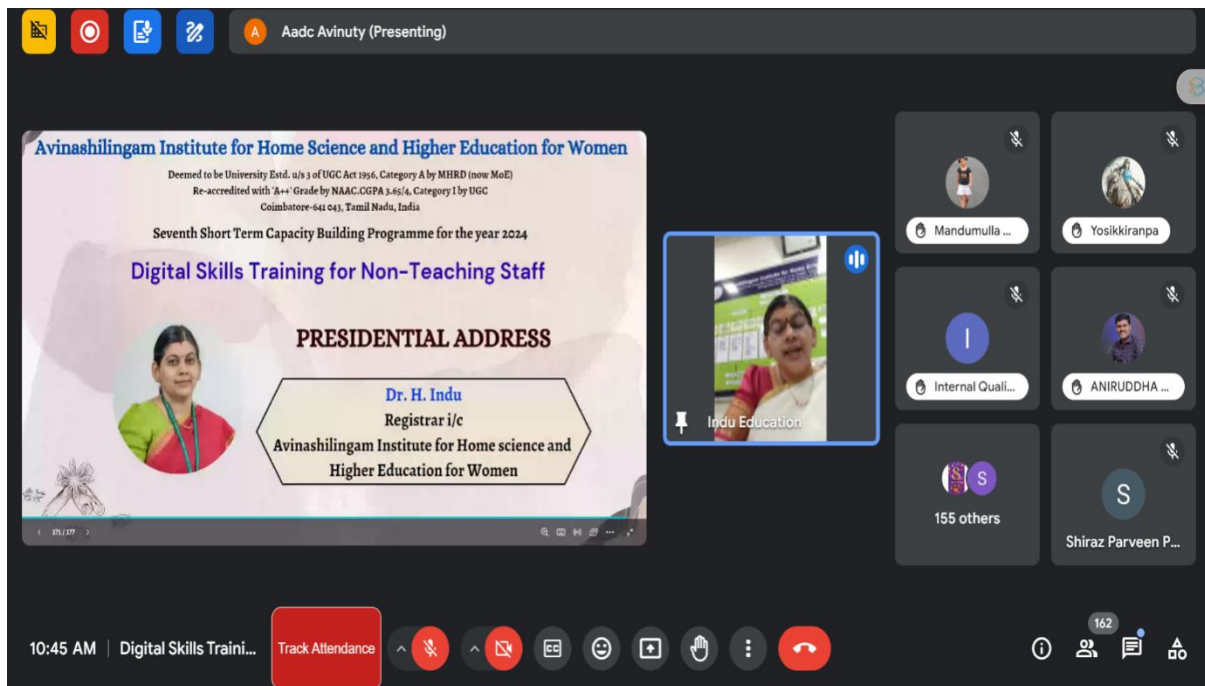 A
Aadc Avinuty (Presenting)
Avinashilingam Institute for Home Science and Higher Education for Women
Deemed to be University Estd. u/s 3 of UGC Act 1956, Category A by MHRD (now MoE)
Re-accredited with 'A++' Grade by NAAC.CGPA 3.65/4, Category I by UGC
Coimbatore-641 043, Tamil Nadu, India
Seventh Short Term Capacity Building Programme for the year 2024
Digital Skills Training for Non-Teaching Staff
PRESIDENTIAL ADDRESS
Dr. H. Indu
Registrar i/c
Avinashilingam Institute for Home science and
Higher Education for Women
Indu Education
Mandumulla ...
Yosikkiranpa
I
Internal Quali...
ANIRUDDHA ...
S
155 others
S
Shiraz Parveen P...
10:45 AM | Digital Skills Traini...
Track Attendance
CC
162